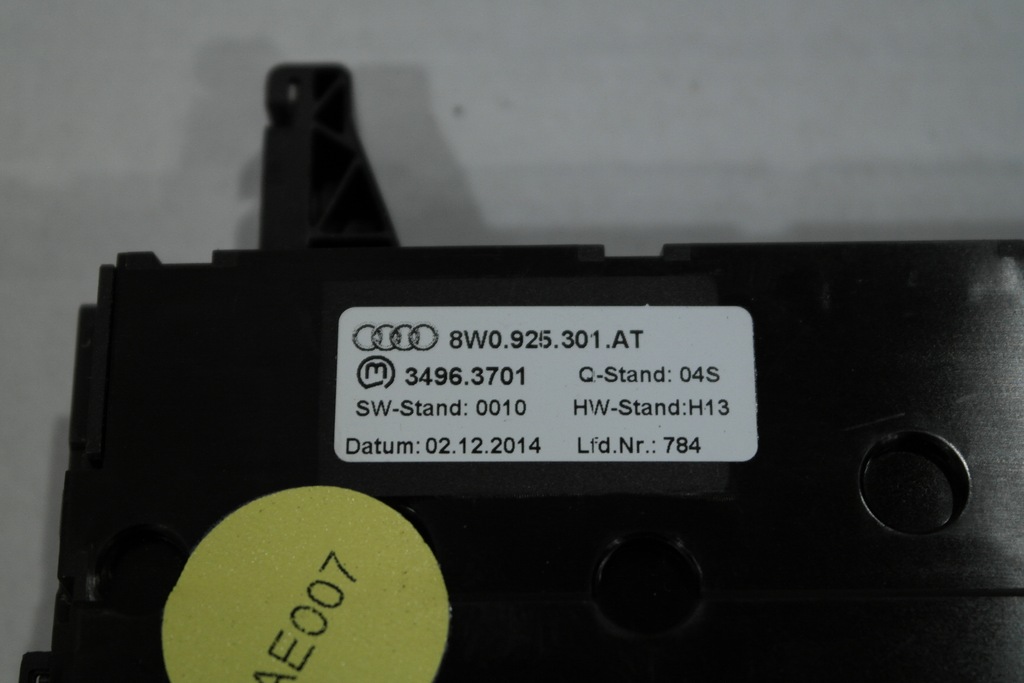 8W0.925.301.AT
3496.3701 Q-Stand: 04S
SW-Stand: 0010 HW-Stand:H13
Datum: 02.12.2014 Lfd.Nr.: 784
AE007